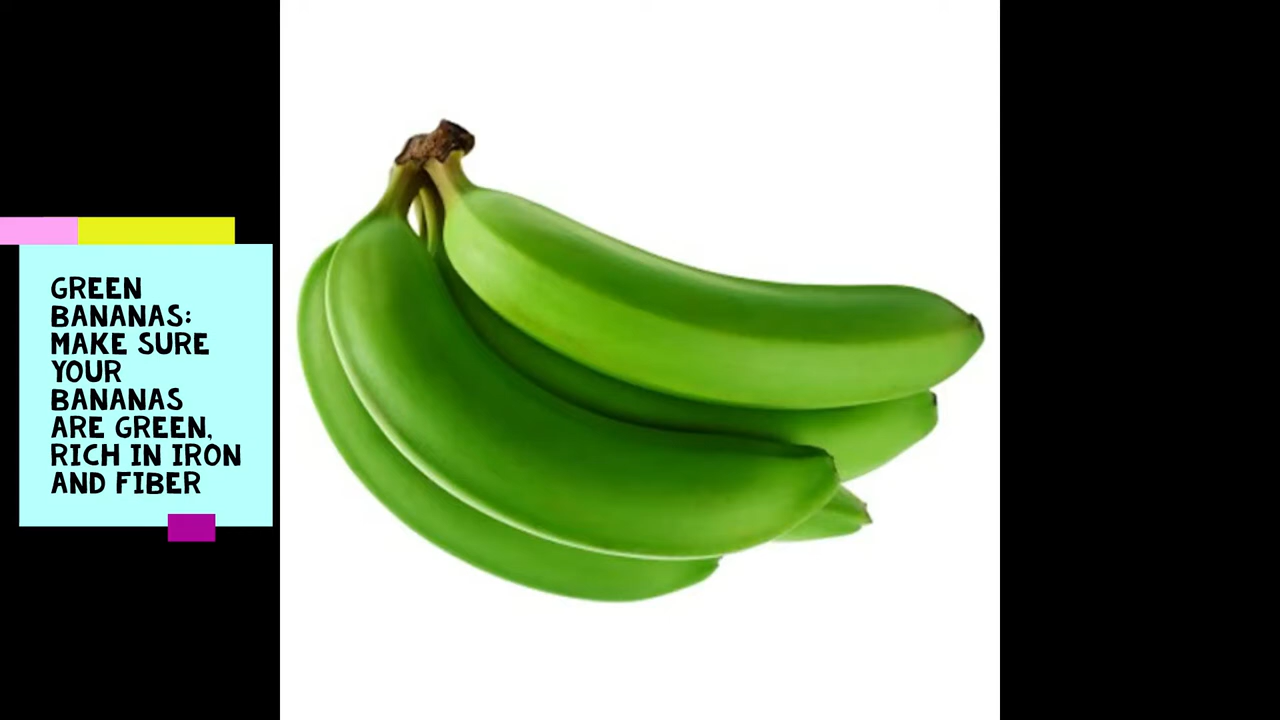 GREEN
BANANAS:
MAKE SURE
YOUR
BANANAS
ARE GREEN,
RICH IN IRON
AND FIBER